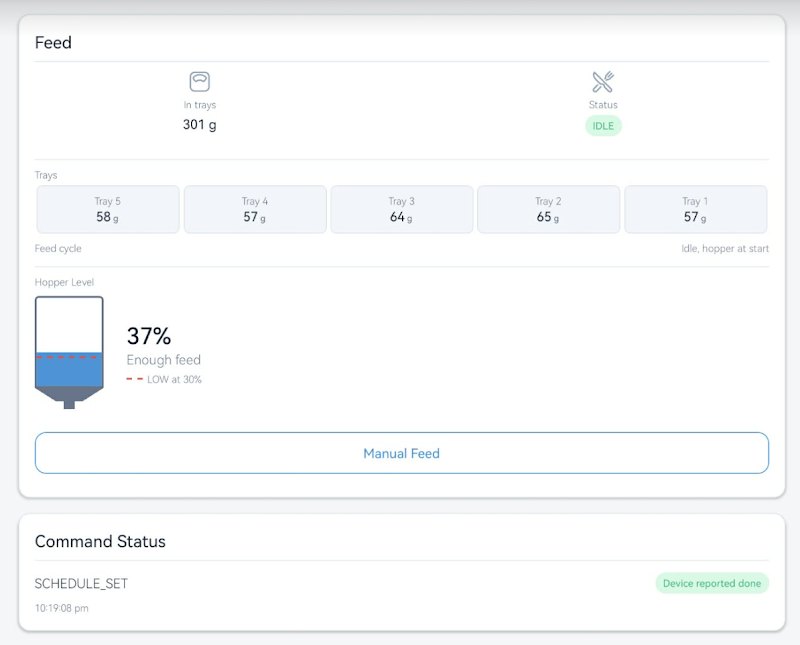 Feed
In trays
301 g
Status
IDLE
Trays
Tray 5
58 g
Tray 4
57 g
Tray 3
64 g
Tray 2
65 g
Tray 1
57 g
Feed cycle
Idle, hopper at start
Hopper Level
37%
Enough feed
LOW at 30%
Manual Feed
Command Status
SCHEDULE_SET
Device reported done
10:19:08 pm